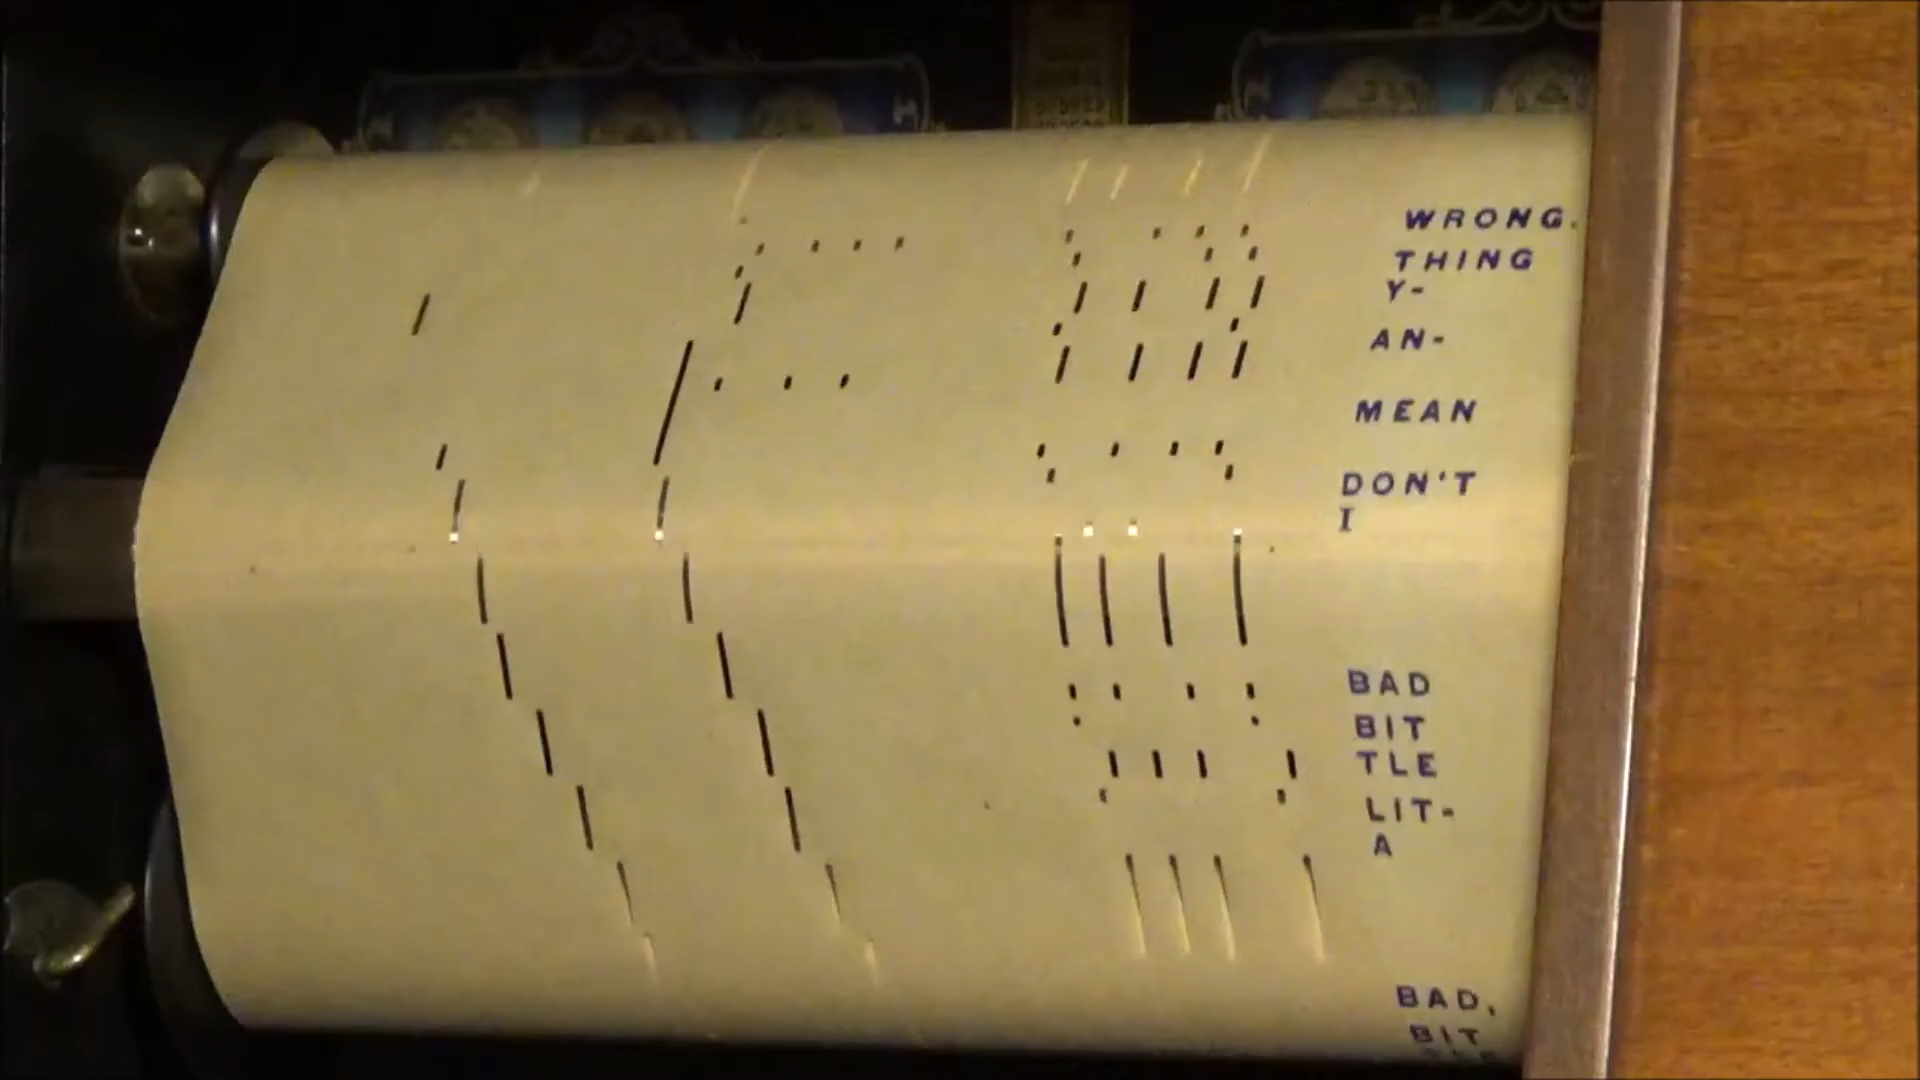 WRONG.
THING
Y-
AN-
MEAN
DON'T
I
BAD
BIT
TLE
LIT-
A
BAD,
BIT